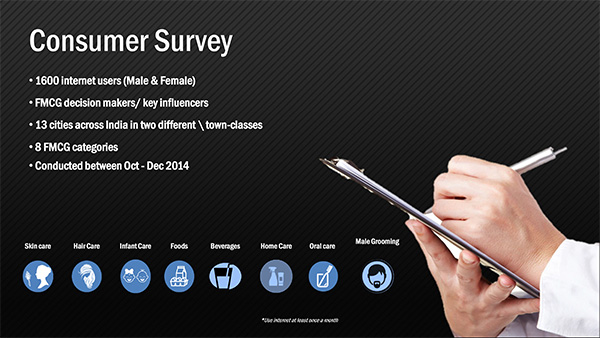 Consumer Survey
• 1600 internet users (Male & Female)
• FMCG decision makers/ key influencers
• 13 cities across India in two different \ town-classes
• 8 FMCG categories
• Conducted between Oct - Dec 2014
Skin care Hair Care Infant Care Foods Beverages Home Care Oral care Male Grooming
*Use internet at least once a month